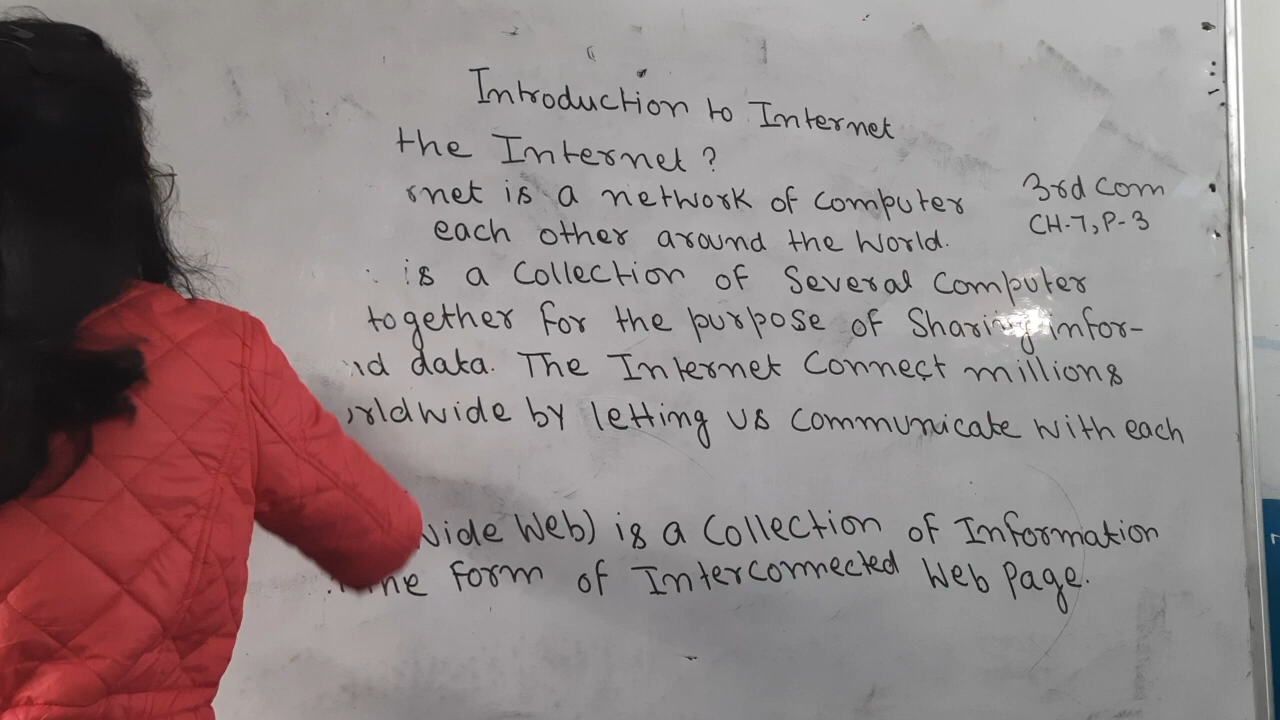 Introduction to Internet
the Internet ?
rnet is a network of computer
3rd Com
CH-7, P-3
each other around the world.
is a Collection of Several Computer
together for the purpose of Sharing infor-
data. The Internet Connect millions
rldwide by letting us communicate with each
wide Web) is a Collection of Information
the form of Interconnected Web Page.